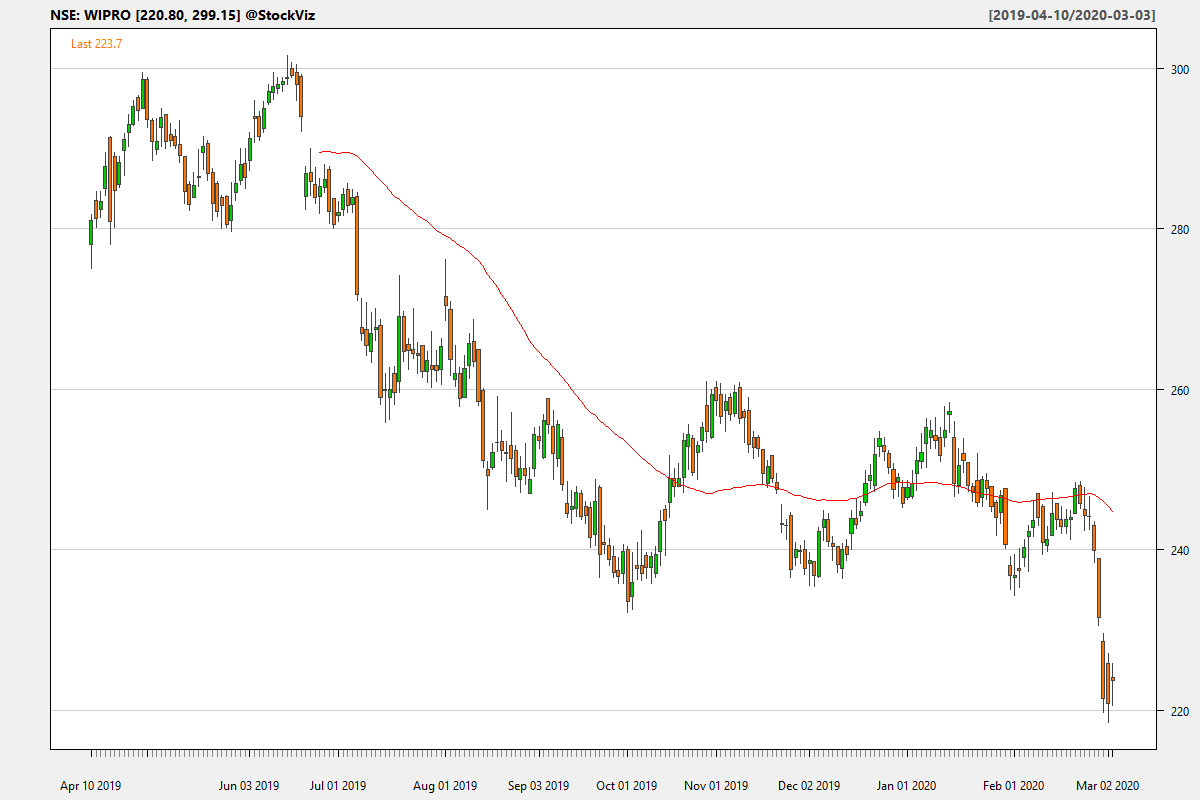 NSE: WIPRO [220.80, 299.15] @StockViz [2019-04-10/2020-03-03]
Last 223.7
300
280
260
240
220
Apr 10 2019 Jun 03 2019 Jul 01 2019 Aug 01 2019 Sep 03 2019 Oct 01 2019 Nov 01 2019 Dec 02 2019 Jan 01 2020 Feb 01 2020 Mar 02 2020